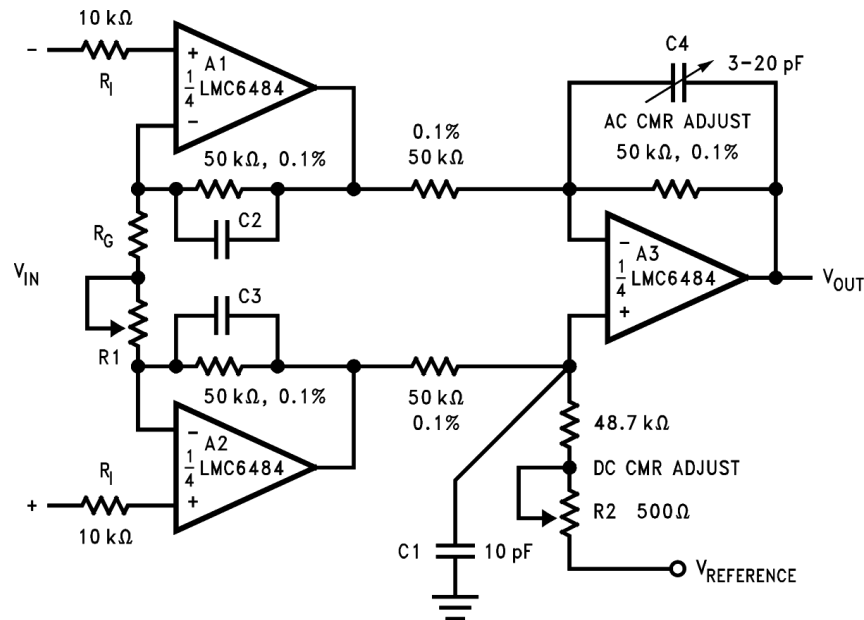 10 kΩ
−
R_I
+
A1
1/4 LMC6484
−
50 kΩ, 0.1%
C2
0.1%
50 kΩ
C4
3-20 pF
AC CMR ADJUST
50 kΩ, 0.1%
R_G
V_IN
R1
C3
50 kΩ, 0.1%
50 kΩ
0.1%
−
A3
1/4 LMC6484
+
V_OUT
−
A2
1/4 LMC6484
+
R_I
+
10 kΩ
C1
10 pF
48.7 kΩ
DC CMR ADJUST
R2 500Ω
V_REFERENCE